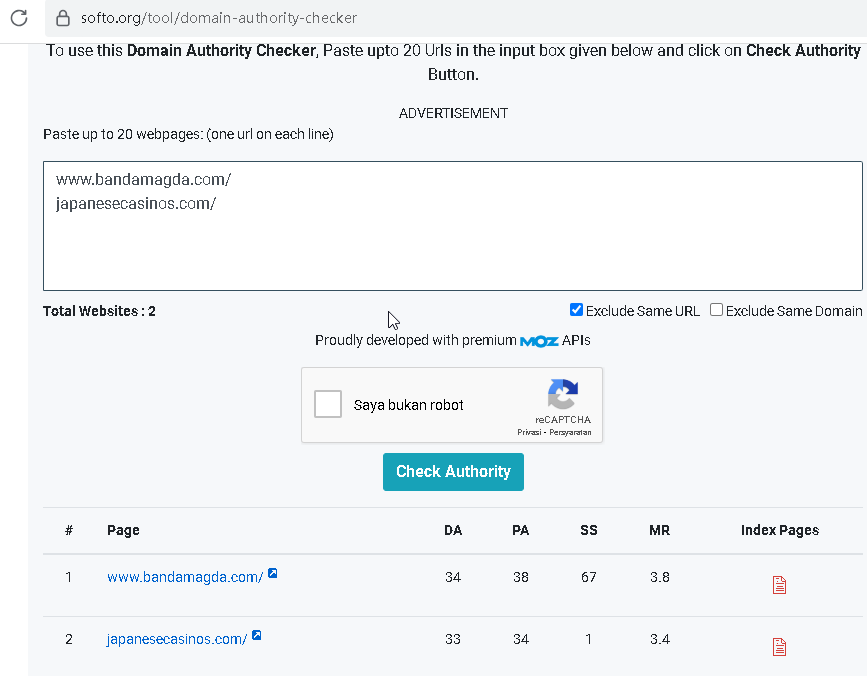 softo.org/tool/domain-authority-checker
To use this Domain Authority Checker, Paste upto 20 Urls in the input box given below and click on Check Authority
Button.
ADVERTISEMENT
Paste up to 20 webpages: (one url on each line)
www.bandamagda.com/
japanesecasinos.com/
Total Websites : 2 Exclude Same URL Exclude Same Domain
Proudly developed with premium MOZ APIs
Saya bukan robot
reCAPTCHA
Privasi - Persyaratan
Check Authority
# Page DA PA SS MR Index Pages
1 www.bandamagda.com/ 34 38 67 3.8
2 japanesecasinos.com/ 33 34 1 3.4